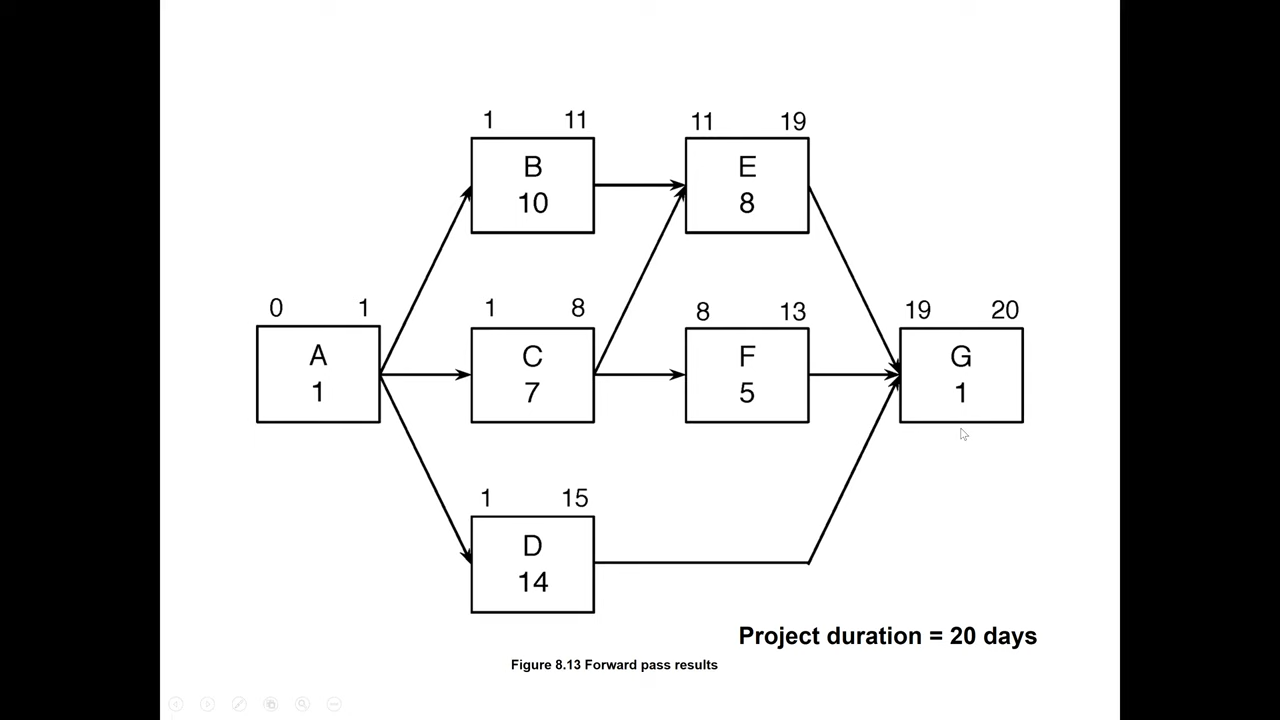 1 11
B
10
11 19
E
8
0 1
A
1
1 8
C
7
8 13
F
5
19 20
G
1
1 15
D
14
Project duration = 20 days
Figure 8.13 Forward pass results